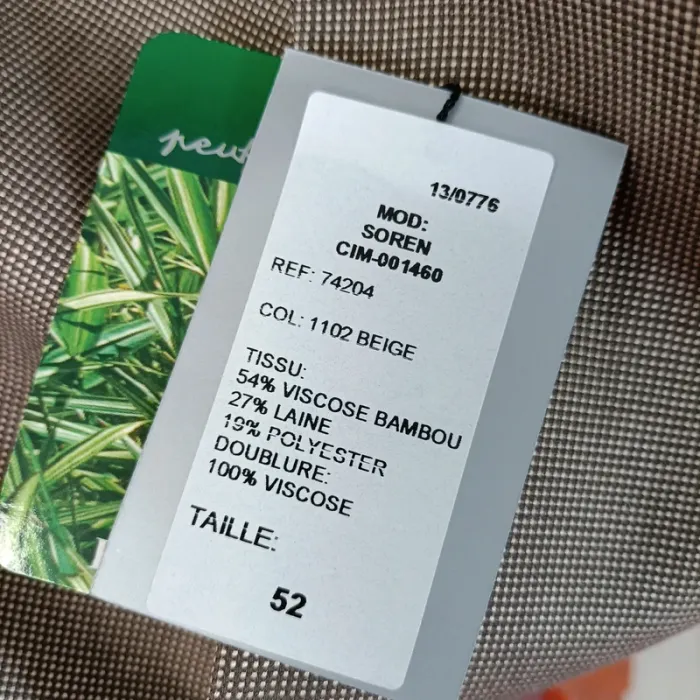 13/0776
MOD:
SOREN
CIM-001460
REF: 74204
COL: 1102 BEIGE
TISSU:
54% VISCOSE BAMBOU
27% LAINE
19% POLYESTER
DOUBLURE:
100% VISCOSE
TAILLE:
52